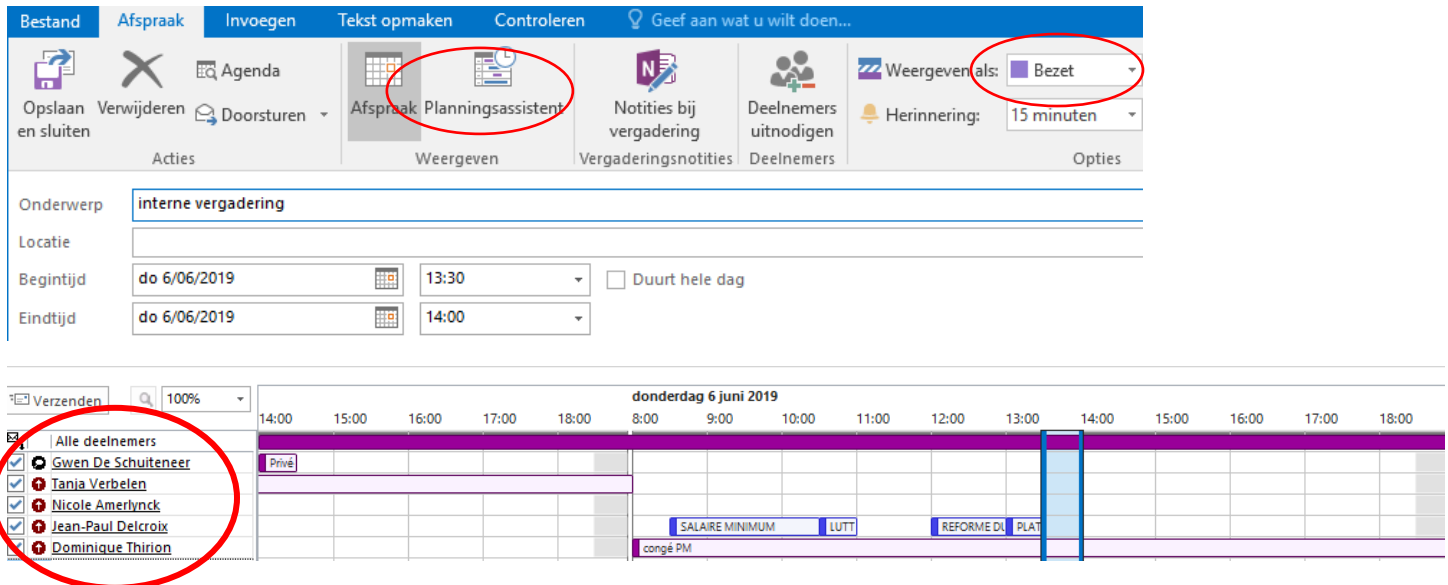 Bestand Afspraak Invoegen Tekst opmaken Controleren Geef aan wat u wilt doen...
Opslaan en sluiten
Verwijderen
Agenda
Doorsturen
Acties
Afspraak
Planningsassistent
Weergeven
Notities bij vergadering
Vergaderingsnotities
Deelnemers uitnodigen
Deelnemers
Weergeven als: Bezet
Herinnering: 15 minuten
Opties
Onderwerp interne vergadering
Locatie
Begintijd do 6/06/2019 13:30 Duurt hele dag
Eindtijd do 6/06/2019 14:00
Verzenden 100% donderdag 6 juni 2019
14:00 15:00 16:00 17:00 18:00 8:00 9:00 10:00 11:00 12:00 13:00 14:00 15:00 16:00 17:00 18:00
Alle deelnemers
Gwen De Schuiteneer Privé
Tanja Verbelen
Nicole Amerlynck
Jean-Paul Delcroix SALAIRE MINIMUM LUTT REFORME DU PLAT
Dominique Thirion congé PM